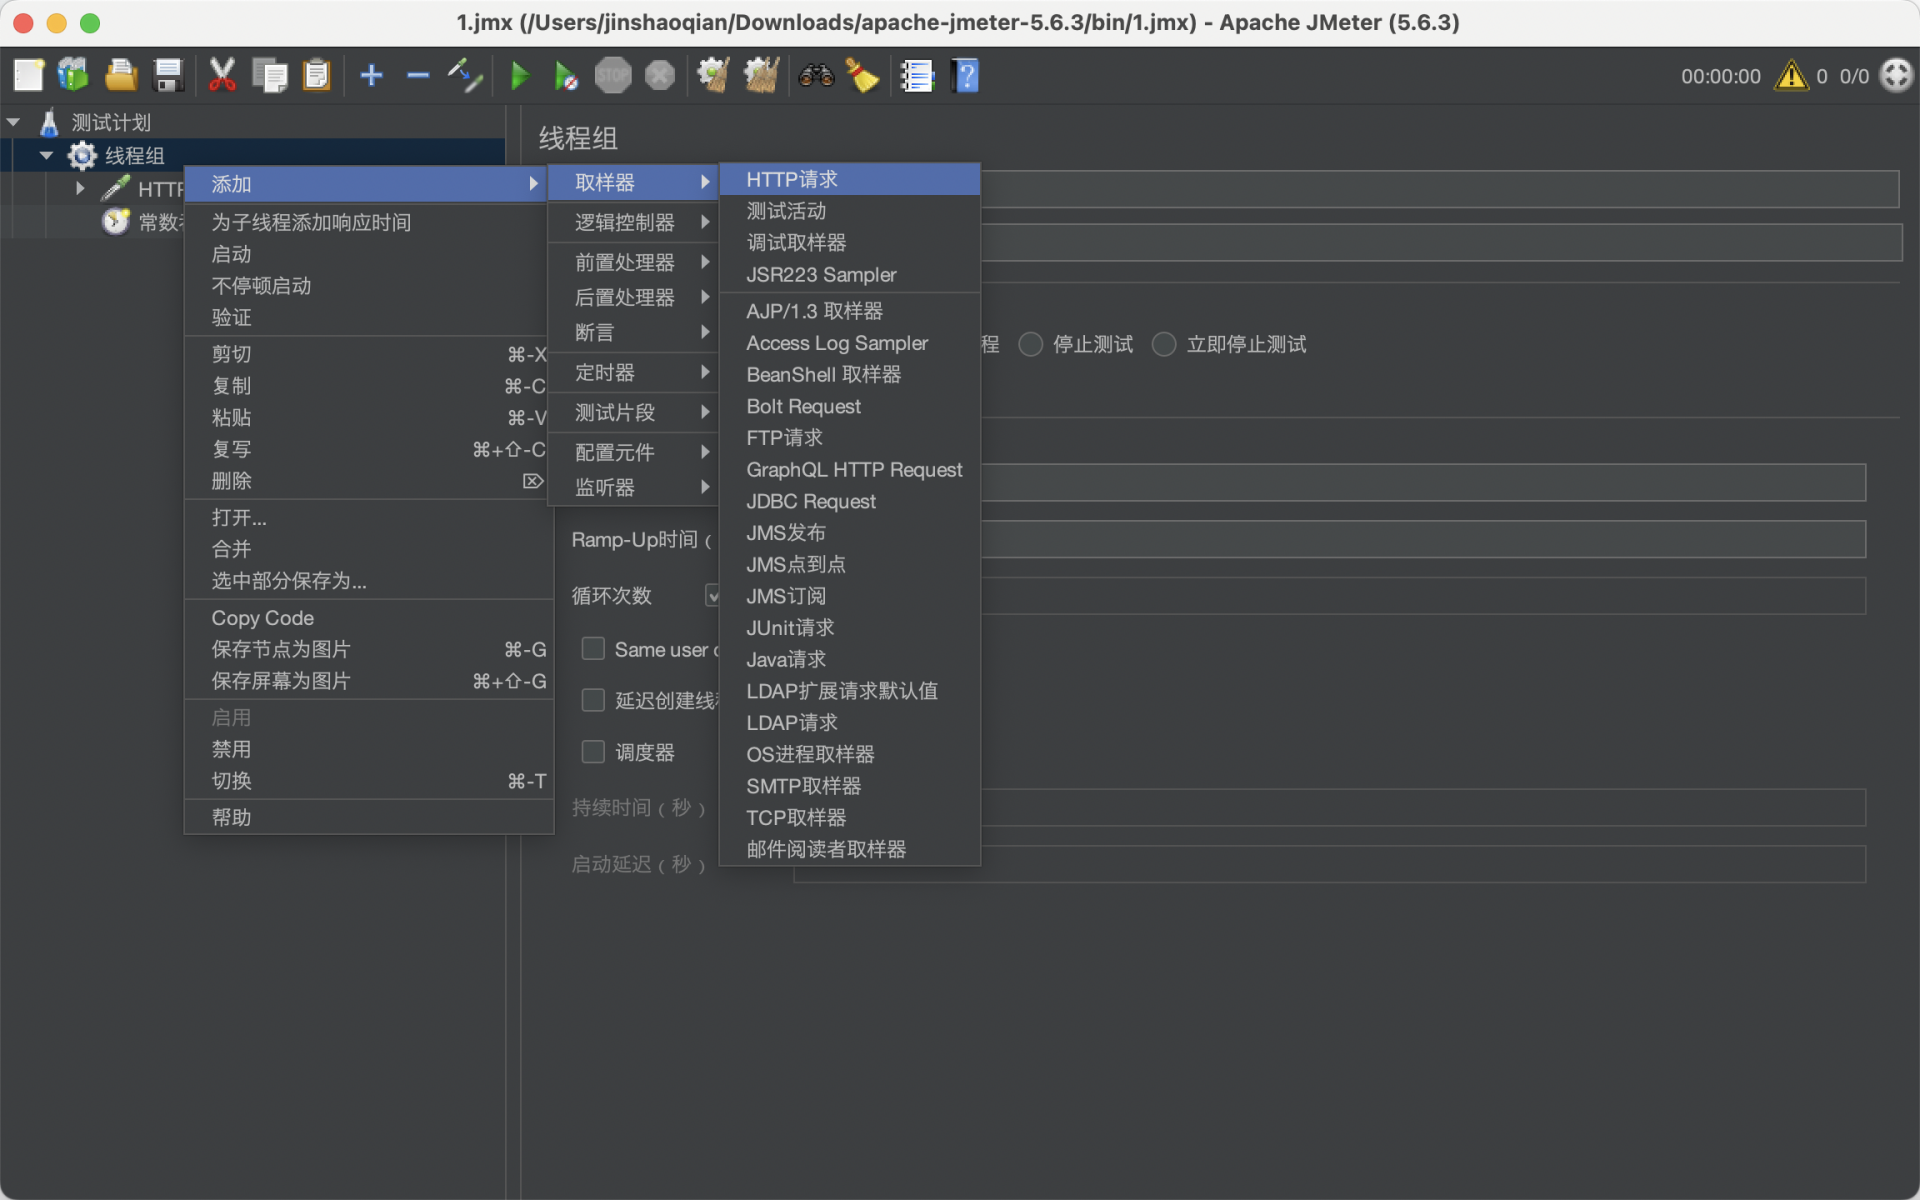 1.jmx (/Users/jinshaoqian/Downloads/apache-jmeter-5.6.3/bin/1.jmx) - Apache JMeter (5.6.3)
STOP
00:00:00
0
0/0
测试计划
线程组
HTTP
常数
线程组
添加
为子线程添加响应时间
启动
不停顿启动
验证
剪切 ⌘-X
复制 ⌘-C
粘贴 ⌘-V
复写 ⌘+⇧-C
删除 ⌦
打开...
合并
选中部分保存为...
Copy Code
保存节点为图片 ⌘-G
保存屏幕为图片 ⌘+⇧-G
启用
禁用
切换 ⌘-T
帮助
取样器
逻辑控制器
前置处理器
后置处理器
断言
定时器
测试片段
配置元件
监听器
HTTP请求
测试活动
调试取样器
JSR223 Sampler
AJP/1.3 取样器
Access Log Sampler
BeanShell 取样器
Bolt Request
FTP请求
GraphQL HTTP Request
JDBC Request
JMS发布
JMS点到点
JMS订阅
JUnit请求
Java请求
LDAP扩展请求默认值
LDAP请求
OS进程取样器
SMTP取样器
TCP取样器
邮件阅读者取样器
程 停止测试 立即停止测试
Ramp-Up时间（
循环次数
Same user
延迟创建线
调度器
持续时间（秒）
启动延迟（秒）